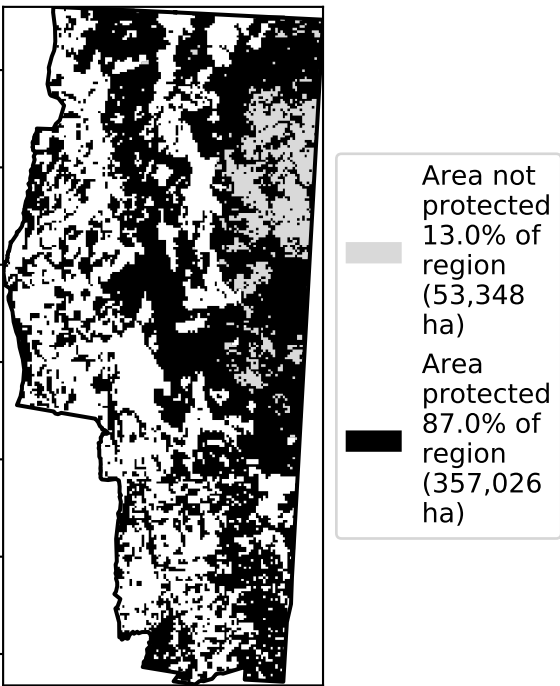 Area not
protected
13.0% of
region
(53,348
ha)
Area
protected
87.0% of
region
(357,026
ha)